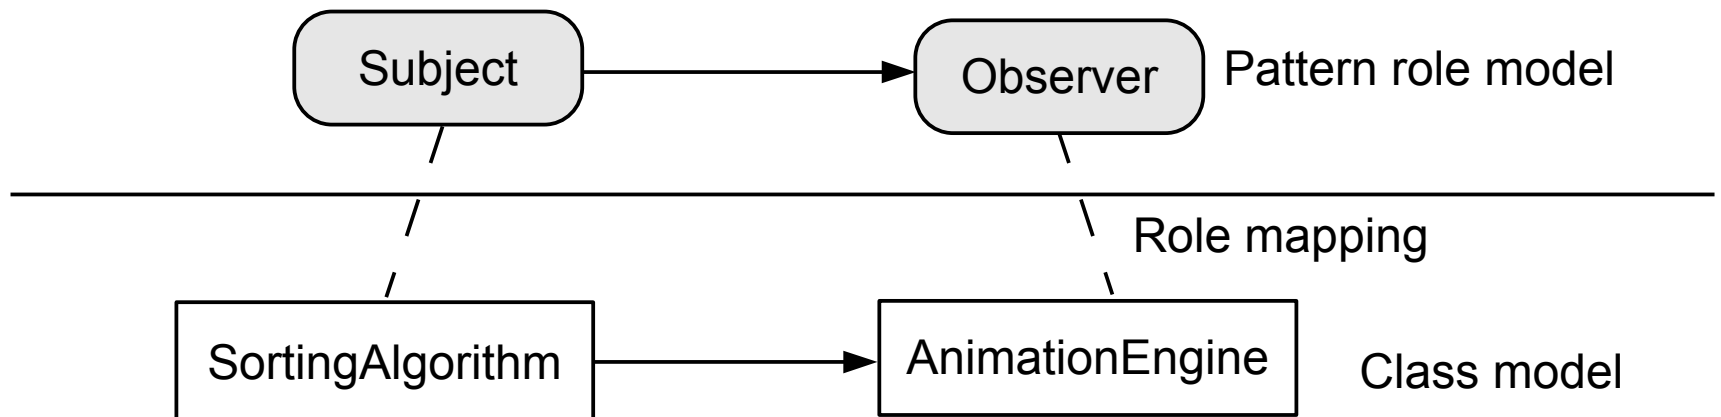 Subject
Observer
Pattern role model
Role mapping
SortingAlgorithm
AnimationEngine
Class model